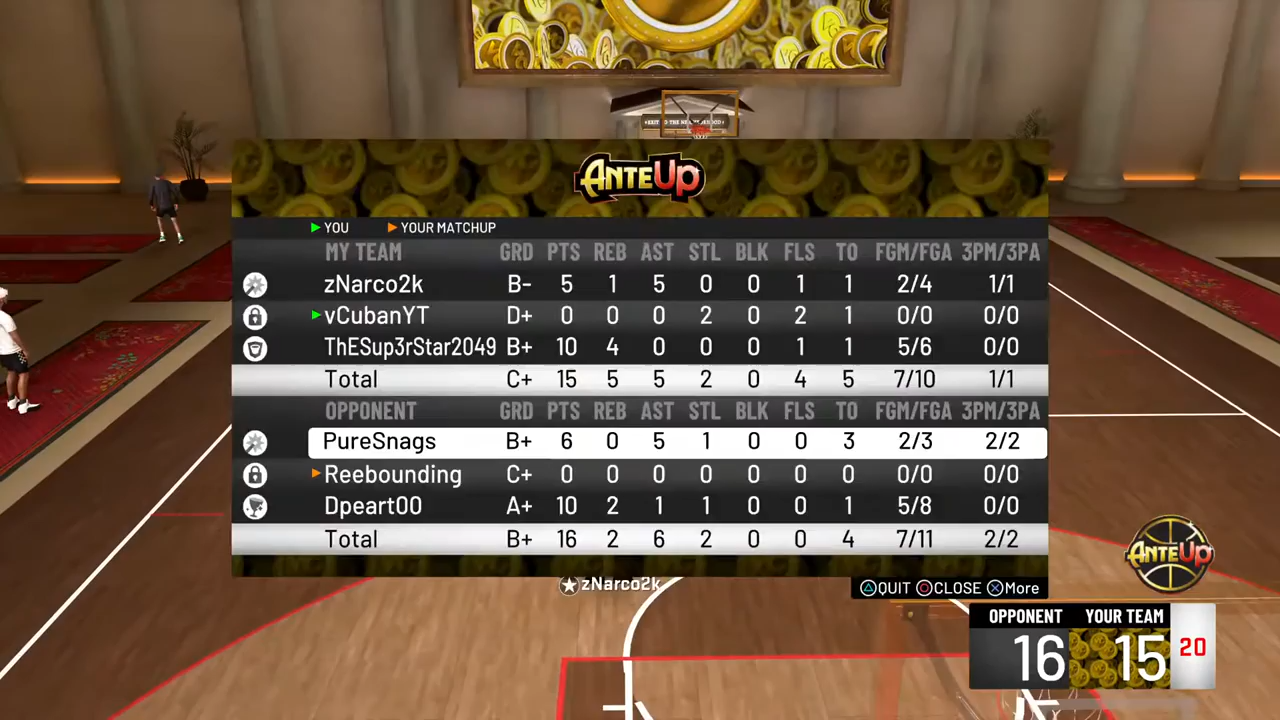 EXIT TO THE NEIGHBORHOOD
ANTEUP
YOU YOUR MATCHUP
MY TEAM GRD PTS REB AST STL BLK FLS TO FGM/FGA 3PM/3PA
zNarco2k B- 5 1 5 0 0 1 1 2/4 1/1
vCubanYT D+ 0 0 0 2 0 2 1 0/0 0/0
ThESup3rStar2049 B+ 10 4 0 0 0 1 1 5/6 0/0
Total C+ 15 5 5 2 0 4 5 7/10 1/1
OPPONENT GRD PTS REB AST STL BLK FLS TO FGM/FGA 3PM/3PA
PureSnags B+ 6 0 5 1 0 0 3 2/3 2/2
Reebounding C+ 0 0 0 0 0 0 0 0/0 0/0
Dpeart00 A+ 10 2 1 1 0 0 1 5/8 0/0
Total B+ 16 2 6 2 0 0 4 7/11 2/2
zNarco2k
QUIT CLOSE More
ANTEUP
OPPONENT YOUR TEAM
16 15 20